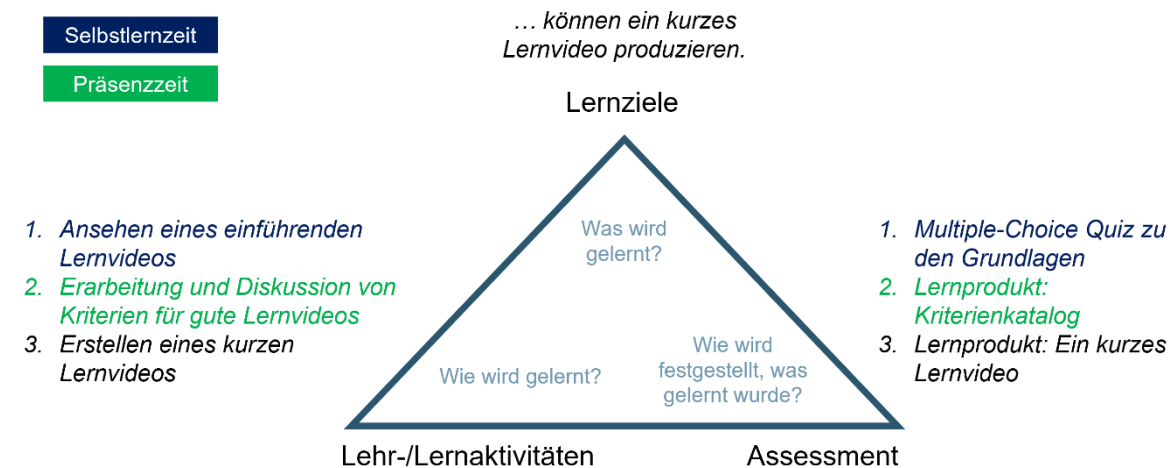 Selbstlernzeit
Präsenzzeit
… können ein kurzes
Lernvideo produzieren.
Lernziele
1. Ansehen eines einführenden
Lernvideos
2. Erarbeitung und Diskussion von
Kriterien für gute Lernvideos
3. Erstellen eines kurzen
Lernvideos
Was wird
gelernt?
Wie wird gelernt?
Wie wird
festgestellt, was
gelernt wurde?
1. Multiple-Choice Quiz zu
den Grundlagen
2. Lernprodukt:
Kriterienkatalog
3. Lernprodukt: Ein kurzes
Lernvideo
Lehr-/Lernaktivitäten
Assessment